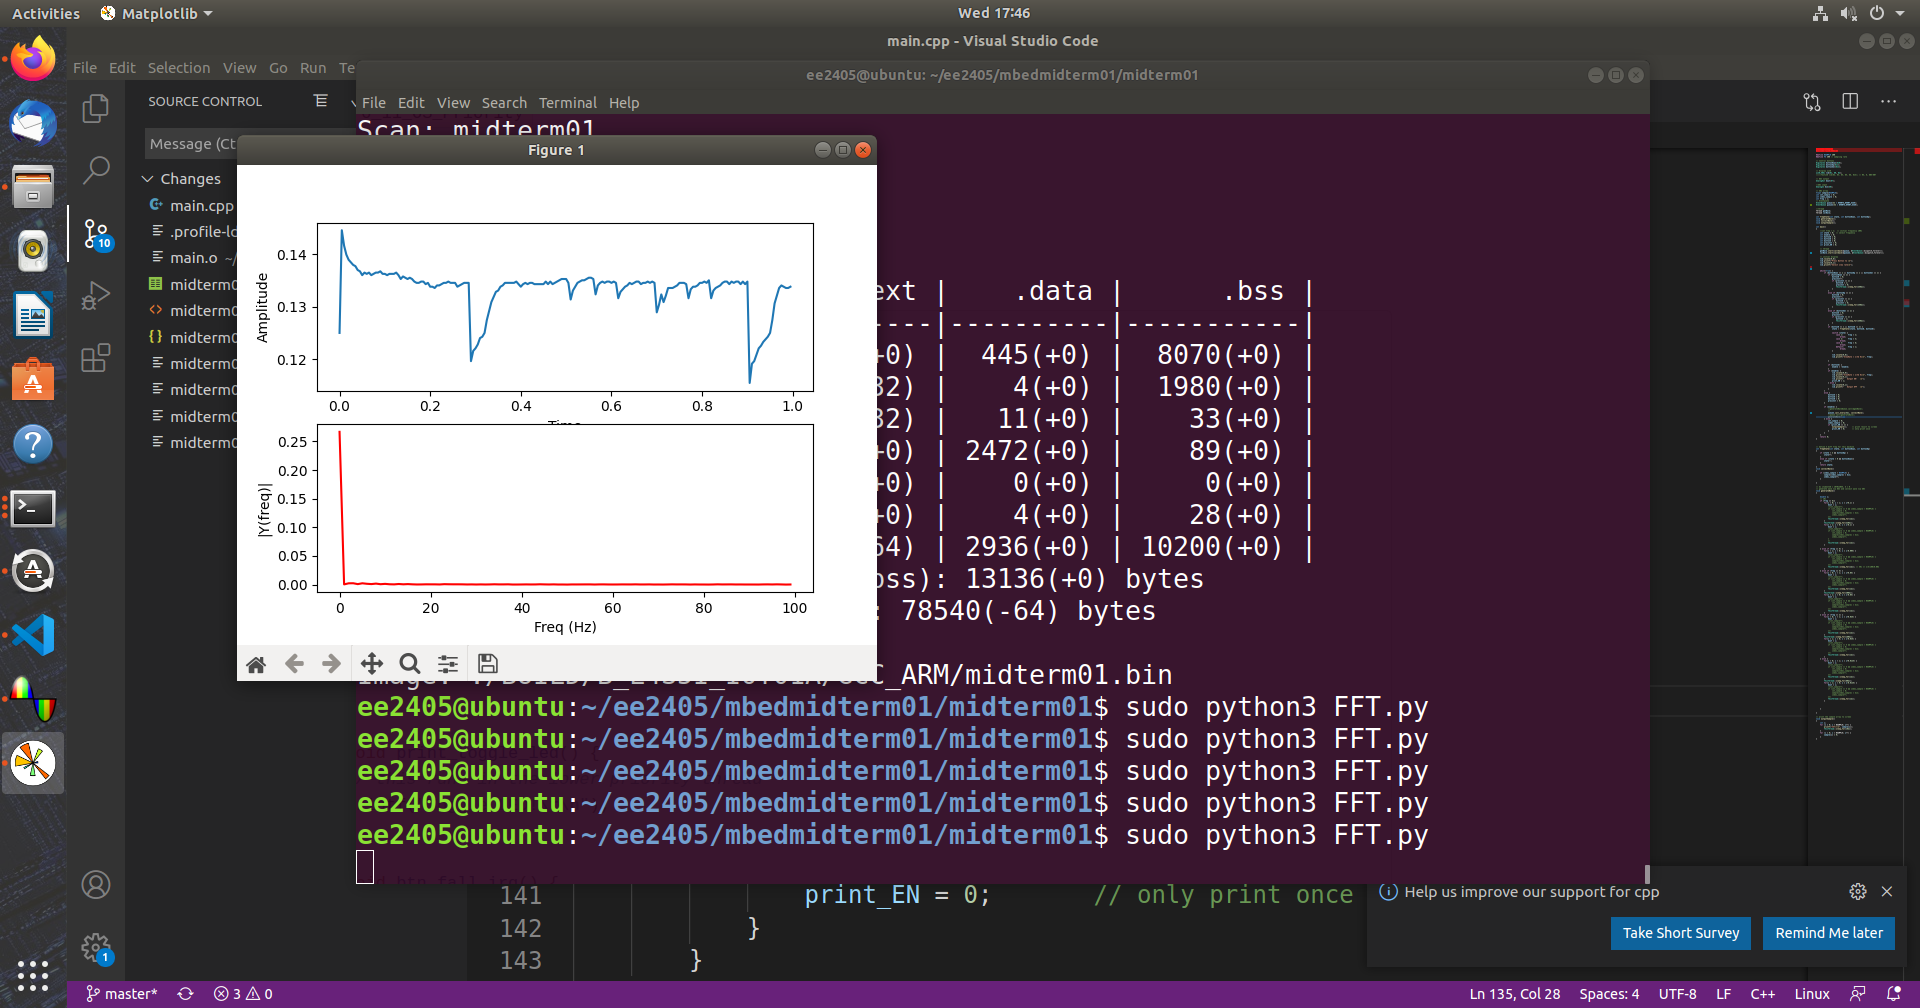 Activities
Matplotlib
Wed 17:46
main.cpp - Visual Studio Code
File Edit Selection View Go Run Te
ee2405@ubuntu: ~/ee2405/mbedmidterm01/midterm01
File Edit View Search Terminal Help
SOURCE CONTROL
Message (Ct
Changes
main.cpp
.profile-lo
main.o ~/
midterm0
midterm0
midterm0
midterm0
midterm0
midterm0
midterm0
10
1
Scan: midterm01
Figure 1
Amplitude
0.14
0.13
0.12
0.0 0.2 0.4 0.6 0.8 1.0
Time
|Y(freq)|
0.25
0.20
0.15
0.10
0.05
0.00
0 20 40 60 80 100
Freq (Hz)
ext | .data | .bss |
----|----------|-----------|
+0) | 445(+0) | 8070(+0) |
32) | 4(+0) | 1980(+0) |
32) | 11(+0) | 33(+0) |
+0) | 2472(+0) | 89(+0) |
+0) | 0(+0) | 0(+0) |
+0) | 4(+0) | 28(+0) |
64) | 2936(+0) | 10200(+0) |
bss): 13136(+0) bytes
: 78540(-64) bytes
_ARM/midterm01.bin
ee2405@ubuntu:~/ee2405/mbedmidterm01/midterm01$ sudo python3 FFT.py
ee2405@ubuntu:~/ee2405/mbedmidterm01/midterm01$ sudo python3 FFT.py
ee2405@ubuntu:~/ee2405/mbedmidterm01/midterm01$ sudo python3 FFT.py
ee2405@ubuntu:~/ee2405/mbedmidterm01/midterm01$ sudo python3 FFT.py
ee2405@ubuntu:~/ee2405/mbedmidterm01/midterm01$ sudo python3 FFT.py
141 print_EN = 0; // only print once
142 }
143 }
Help us improve our support for cpp
Take Short Survey
Remind Me later
master*
3 0
Ln 135, Col 28 Spaces: 4 UTF-8 LF C++ Linux